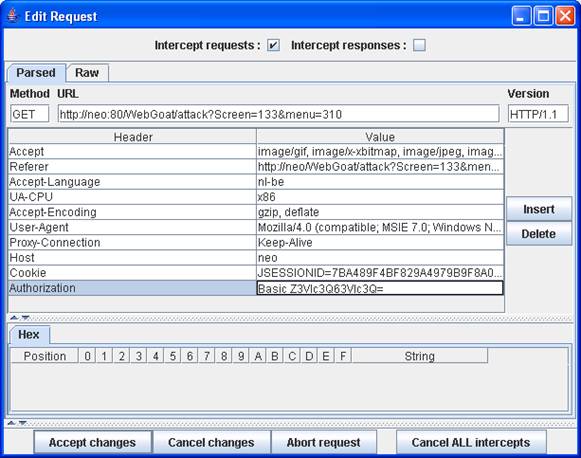 Edit Request
Intercept requests : Intercept responses :
Parsed Raw
Method URL Version
GET http://neo:80/WebGoat/attack?Screen=133&menu=310 HTTP/1.1
Header Value
Accept image/gif, image/x-xbitmap, image/jpeg, imag...
Referer http://neo/WebGoat/attack?Screen=133&men...
Accept-Language nl-be
UA-CPU x86
Accept-Encoding gzip, deflate
User-Agent Mozilla/4.0 (compatible; MSIE 7.0; Windows N...
Proxy-Connection Keep-Alive
Host neo
Cookie JSESSIONID=7BA489F4BF829A4979B9F8A0...
Authorization Basic Z3Vlc3Q63Vlc3Q=
Insert
Delete
Hex
Position 0 1 2 3 4 5 6 7 8 9 A B C D E F String
Accept changes Cancel changes Abort request Cancel ALL intercepts